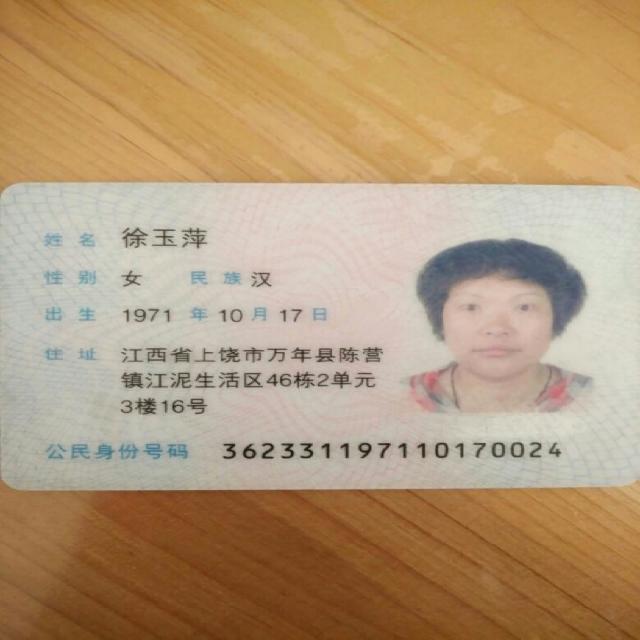 姓名 徐玉萍
性别 女 民族 汉
出生 1971 年 10 月 17 日
住址 江西省上饶市万年县陈营
镇江泥生活区46栋2单元
3楼16号
公民身份号码 362331197110170024